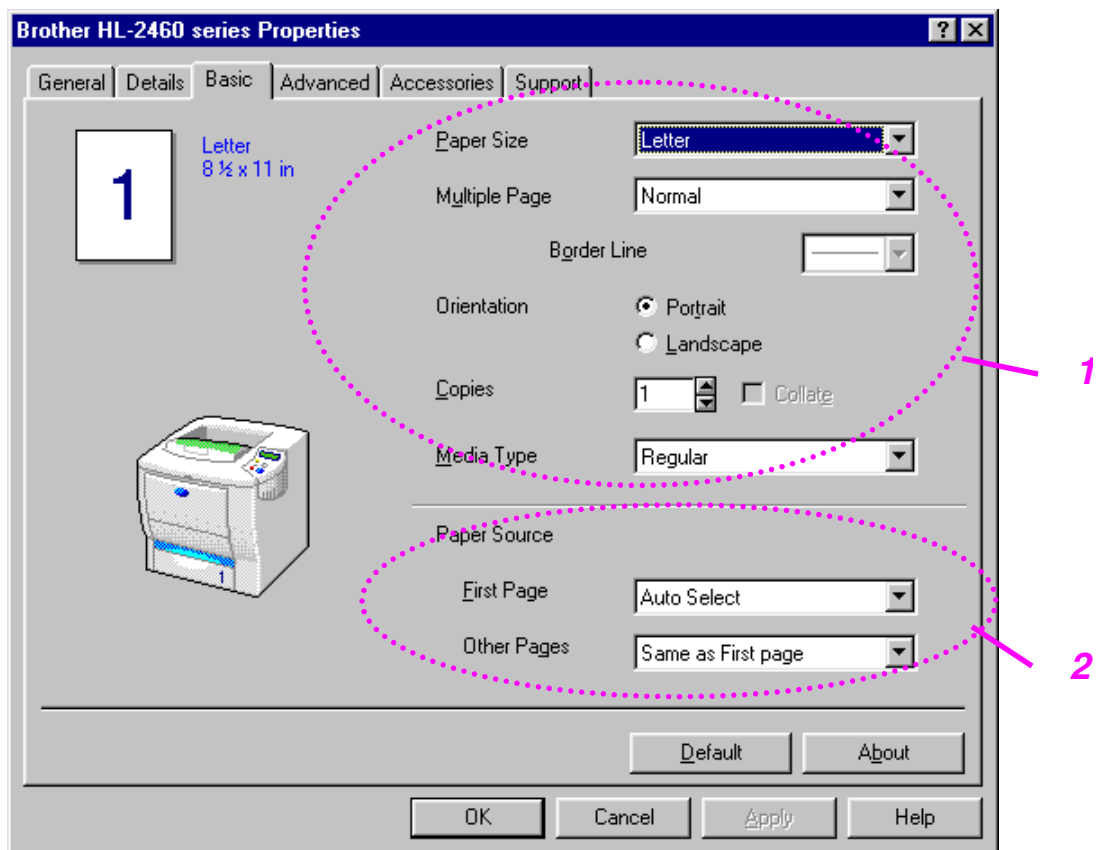 Brother HL-2460 series Properties
General Details Basic Advanced Accessories Support
1
Letter
8 ½ x 11 in
Paper Size Letter
Multiple Page Normal
Border Line
Orientation Portrait
Landscape
Copies 1 Collate
1
Media Type Regular
1
Paper Source
First Page Auto Select
Other Pages Same as First page
2
Default About
OK Cancel Apply Help